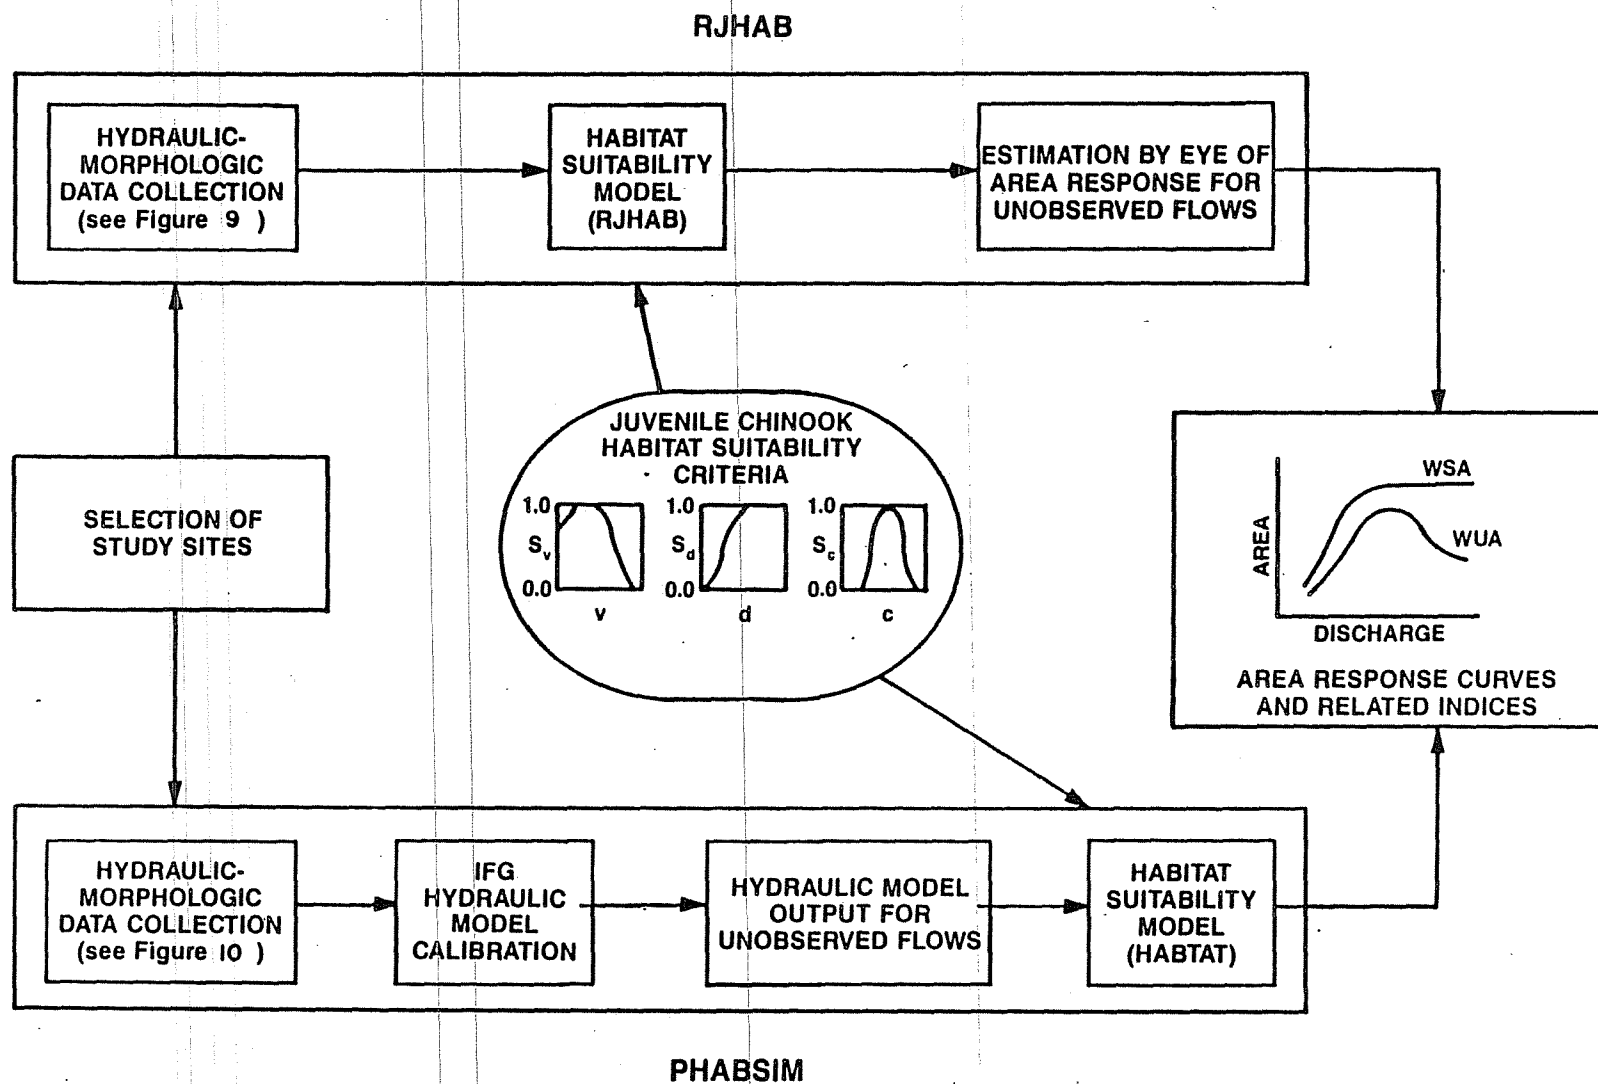 RJHAB
HYDRAULIC-
MORPHOLOGIC
DATA COLLECTION
(see Figure 9 )
HABITAT
SUITABILITY
MODEL
(RJHAB)
ESTIMATION BY EYE OF
AREA RESPONSE FOR
UNOBSERVED FLOWS
SELECTION OF
STUDY SITES
JUVENILE CHINOOK
HABITAT SUITABILITY
CRITERIA
1.0
Sv
0.0
v
1.0
Sd
0.0
d
1.0
Sc
0.0
c
WSA
WUA
AREA
DISCHARGE
AREA RESPONSE CURVES
AND RELATED INDICES
HYDRAULIC-
MORPHOLOGIC
DATA COLLECTION
(see Figure 10 )
IFG
HYDRAULIC
MODEL
CALIBRATION
HYDRAULIC MODEL
OUTPUT FOR
UNOBSERVED FLOWS
HABITAT
SUITABILITY
MODEL
(HABTAT)
PHABSIM